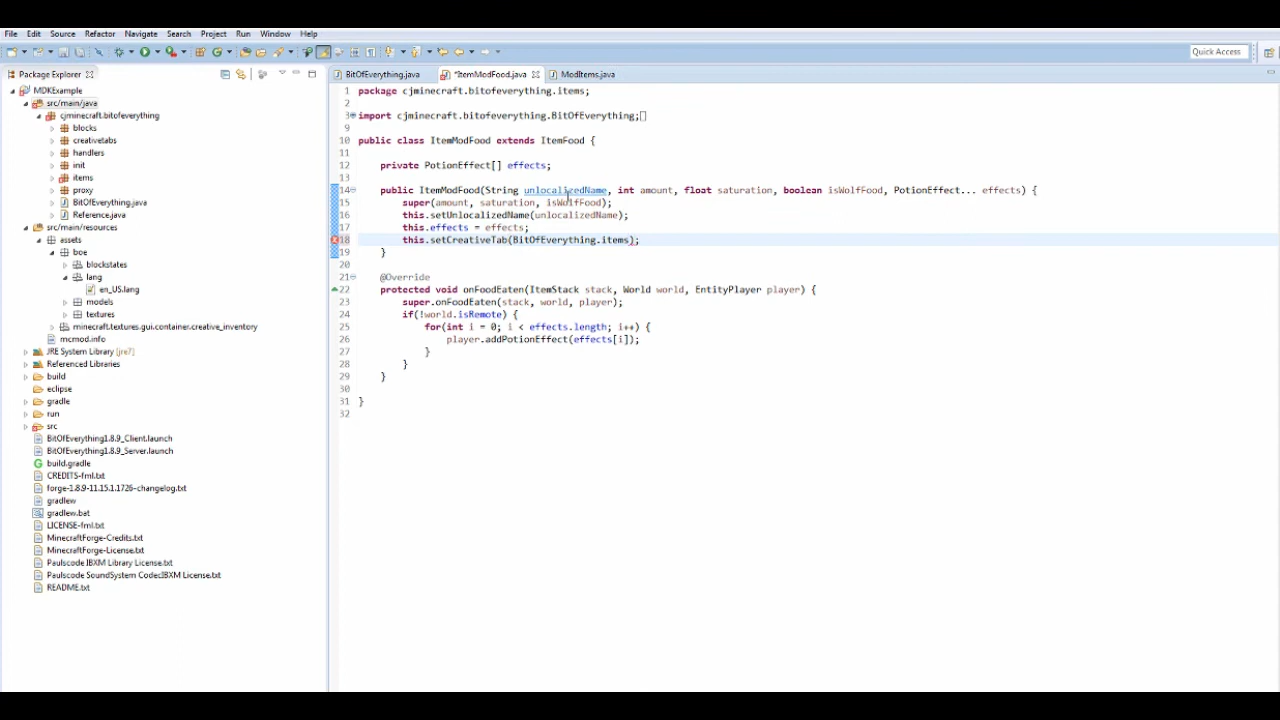 File Edit Source Refactor Navigate Search Project Run Window Help
Quick Access
Package Explorer
MDKExample
src/main/java
cjminecraft.bitofeverything
blocks
creativetabs
handlers
init
items
proxy
BitOfEverything.java
Reference.java
src/main/resources
assets
boe
blockstates
lang
en_US.lang
models
textures
minecraft.textures.gui.container.creative_inventory
mcmod.info
JRE System Library [jre7]
Referenced Libraries
build
eclipse
gradle
run
src
BitOfEverything1.8.9_Client.launch
BitOfEverything1.8.9_Server.launch
build.gradle
CREDITS-fml.txt
forge-1.8.9-11.15.1.1726-changelog.txt
gradlew
gradlew.bat
LICENSE-fml.txt
MinecraftForge-Credits.txt
MinecraftForge-License.txt
Paulscode IBXM Library License.txt
Paulscode SoundSystem CodecIBXM License.txt
README.txt
BitOfEverything.java *ItemModFood.java ModItems.java
1 package cjminecraft.bitofeverything.items;
2
3 import cjminecraft.bitofeverything.BitOfEverything;
9
10 public class ItemModFood extends ItemFood {
11
12 private PotionEffect[] effects;
13
14 public ItemModFood(String unlocalizedName, int amount, float saturation, boolean isWolfFood, PotionEffect... effects) {
15 super(amount, saturation, isWolfFood);
16 this.setUnlocalizedName(unlocalizedName);
17 this.effects = effects;
18 this.setCreativeTab(BitOfEverything.items);
19 }
20
21 @Override
22 protected void onFoodEaten(ItemStack stack, World world, EntityPlayer player) {
23 super.onFoodEaten(stack, world, player);
24 if(!world.isRemote) {
25 for(int i = 0; i < effects.length; i++) {
26 player.addPotionEffect(effects[i]);
27 }
28 }
29 }
30
31 }
32